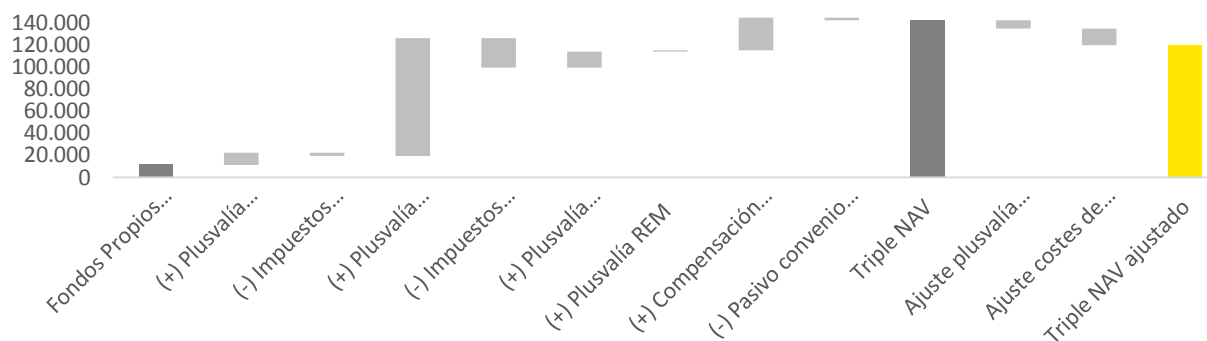 140.000
120.000
100.000
80.000
60.000
40.000
20.000
0
Fondos Propios...
(+) Plusvalía...
(-) Impuestos...
(+) Plusvalía...
(-) Impuestos...
(+) Plusvalía...
(+) Plusvalía REM
(+) Compensación...
(-) Pasivo convenio...
Triple NAV
Ajuste plusvalía...
Ajuste costes de...
Triple NAV ajustado